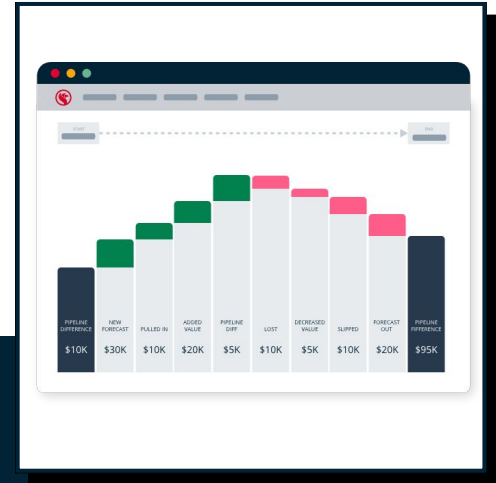 START
END
PIPELINE
DIFFERENCE
$10K
NEW
FORECAST
$30K
PULLED IN
$10K
ADDED
VALUE
$20K
PIPELINE
DIFF
$5K
LOST
$10K
DECREASED
VALUE
$5K
SLIPPED
$10K
FORECAST
OUT
$20K
PIPELINE
FIFFERENCE
$95K